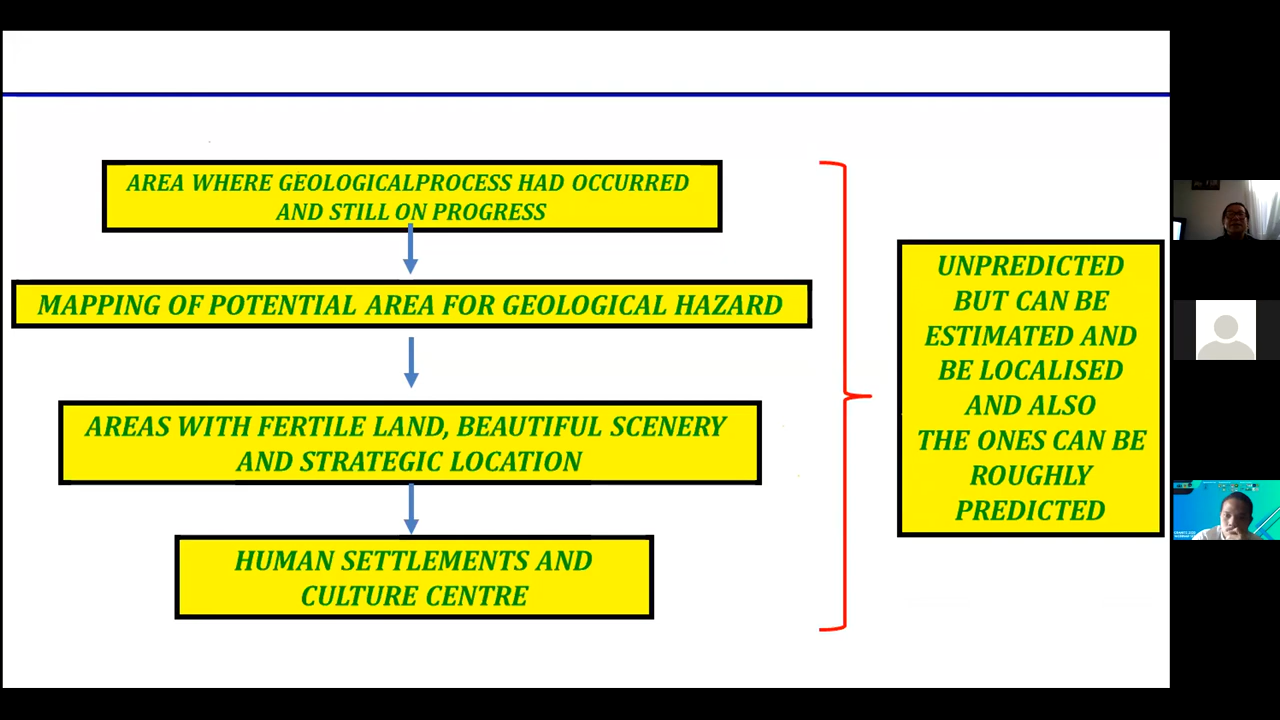 AREA WHERE GEOLOGICALPROCESS HAD OCCURRED
AND STILL ON PROGRESS
MAPPING OF POTENTIAL AREA FOR GEOLOGICAL HAZARD
AREAS WITH FERTILE LAND, BEAUTIFUL SCENERY
AND STRATEGIC LOCATION
HUMAN SETTLEMENTS AND
CULTURE CENTRE
UNPREDICTED
BUT CAN BE
ESTIMATED AND
BE LOCALISED
AND ALSO
THE ONES CAN BE
ROUGHLY
PREDICTED